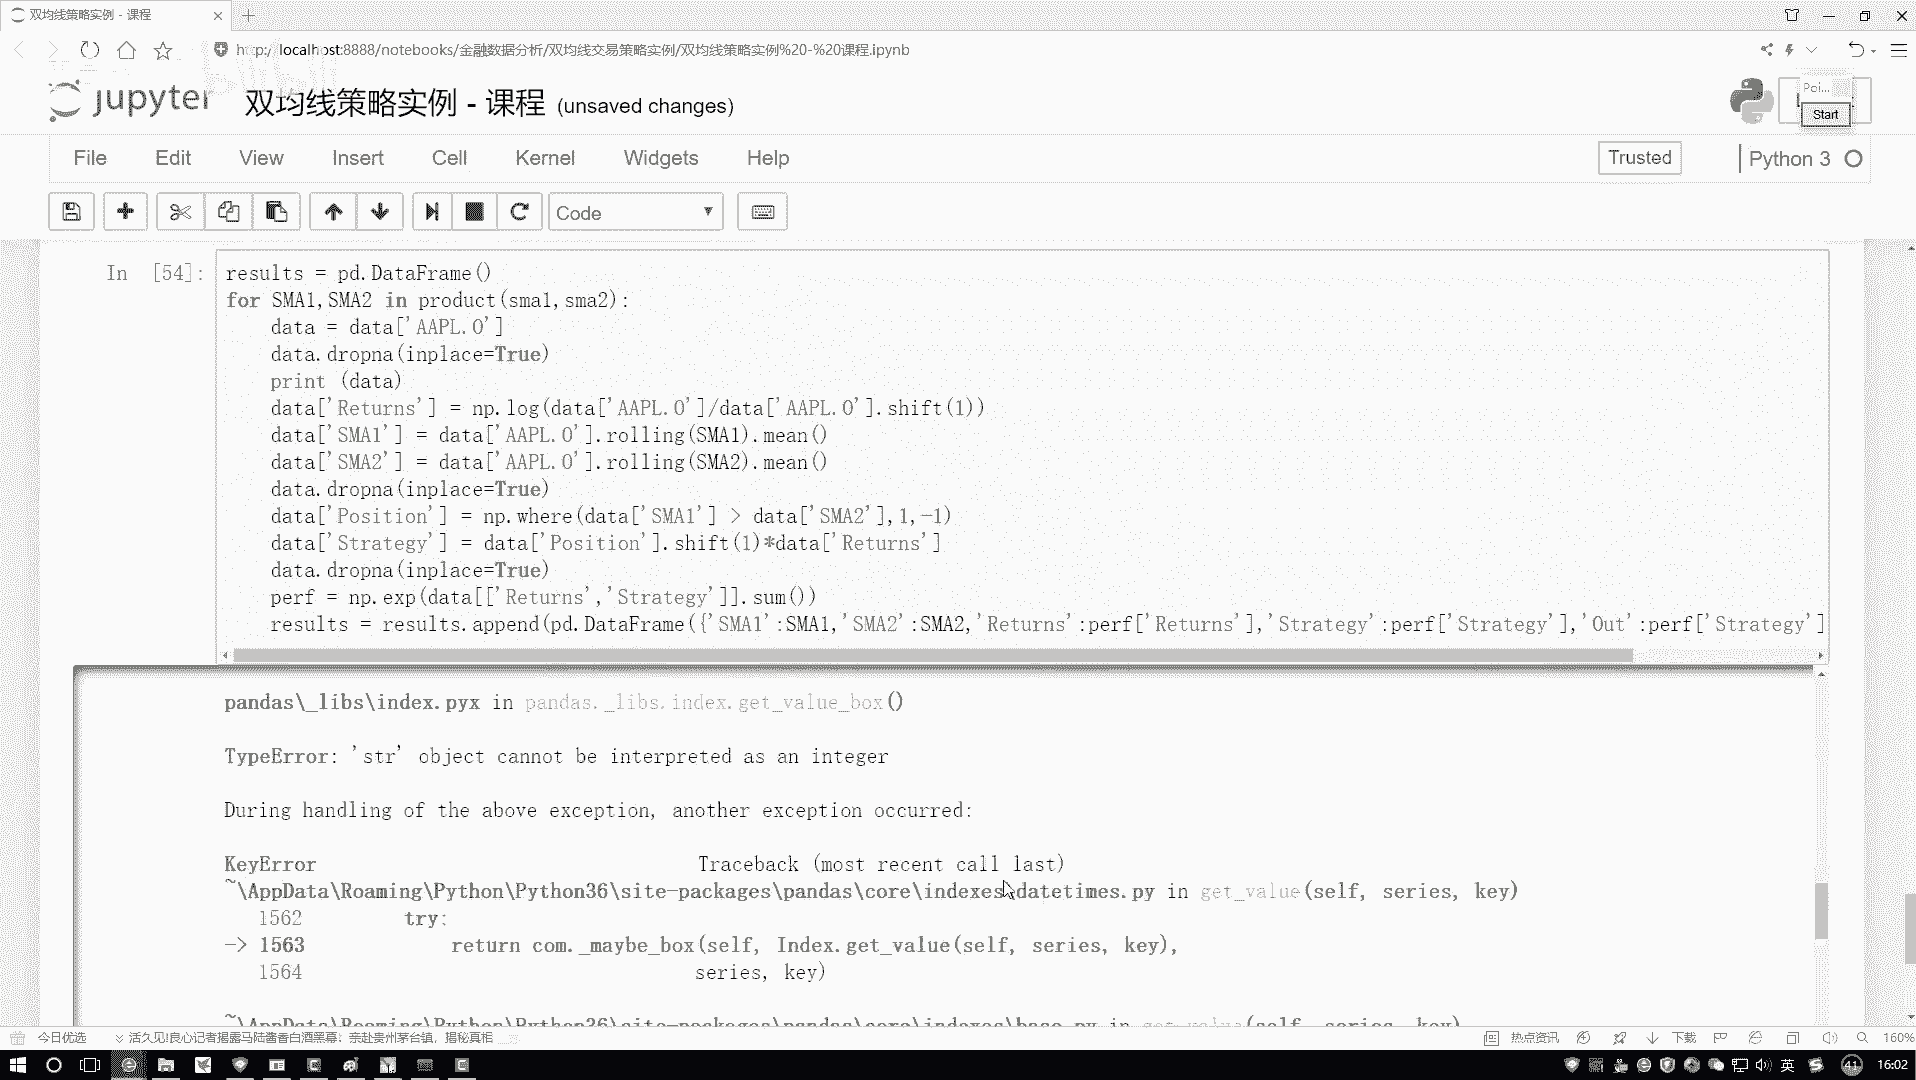 双均线策略实例 - 课程
http://localhost:8888/notebooks/金融数据分析/双均线交易策略实例/双均线策略实例%20-%20课程.ipynb
jupyter 双均线策略实例 - 课程 (unsaved changes)
Poi...
Start
File Edit View Insert Cell Kernel Widgets Help
Trusted
Python 3
Code
In [54]:
results = pd.DataFrame()
for SMA1,SMA2 in product(sma1,sma2):
data = data['AAPL.O']
data.dropna(inplace=True)
print (data)
data['Returns'] = np.log(data['AAPL.O']/data['AAPL.O'].shift(1))
data['SMA1'] = data['AAPL.O'].rolling(SMA1).mean()
data['SMA2'] = data['AAPL.O'].rolling(SMA2).mean()
data.dropna(inplace=True)
data['Position'] = np.where(data['SMA1'] > data['SMA2'],1,-1)
data['Strategy'] = data['Position'].shift(1)*data['Returns']
data.dropna(inplace=True)
perf = np.exp(data[['Returns','Strategy']].sum())
results = results.append(pd.DataFrame({'SMA1':SMA1,'SMA2':SMA2,'Returns':perf['Returns'],'Strategy':perf['Strategy'],'Out':perf['Strategy']
pandas\_libs\index.pyx in pandas._libs.index.get_value_box()
TypeError: 'str' object cannot be interpreted as an integer
During handling of the above exception, another exception occurred:
KeyError Traceback (most recent call last)
~\AppData\Roaming\Python\Python36\site-packages\pandas\core\indexes\datetimes.py in get_value(self, series, key)
1562 try:
-> 1563 return com._maybe_box(self, Index.get_value(self, series, key),
1564 series, key)
~\AppData\Roaming\Python\Python36\site-packages\pandas\core\indexes\base.py in get_value(self, series, key)
今日优选 活久见!良心记者揭露马陆酱香白酒黑幕：亲赴贵州茅台镇，揭秘真相
热点资讯 下载 160%
英 41 16:02